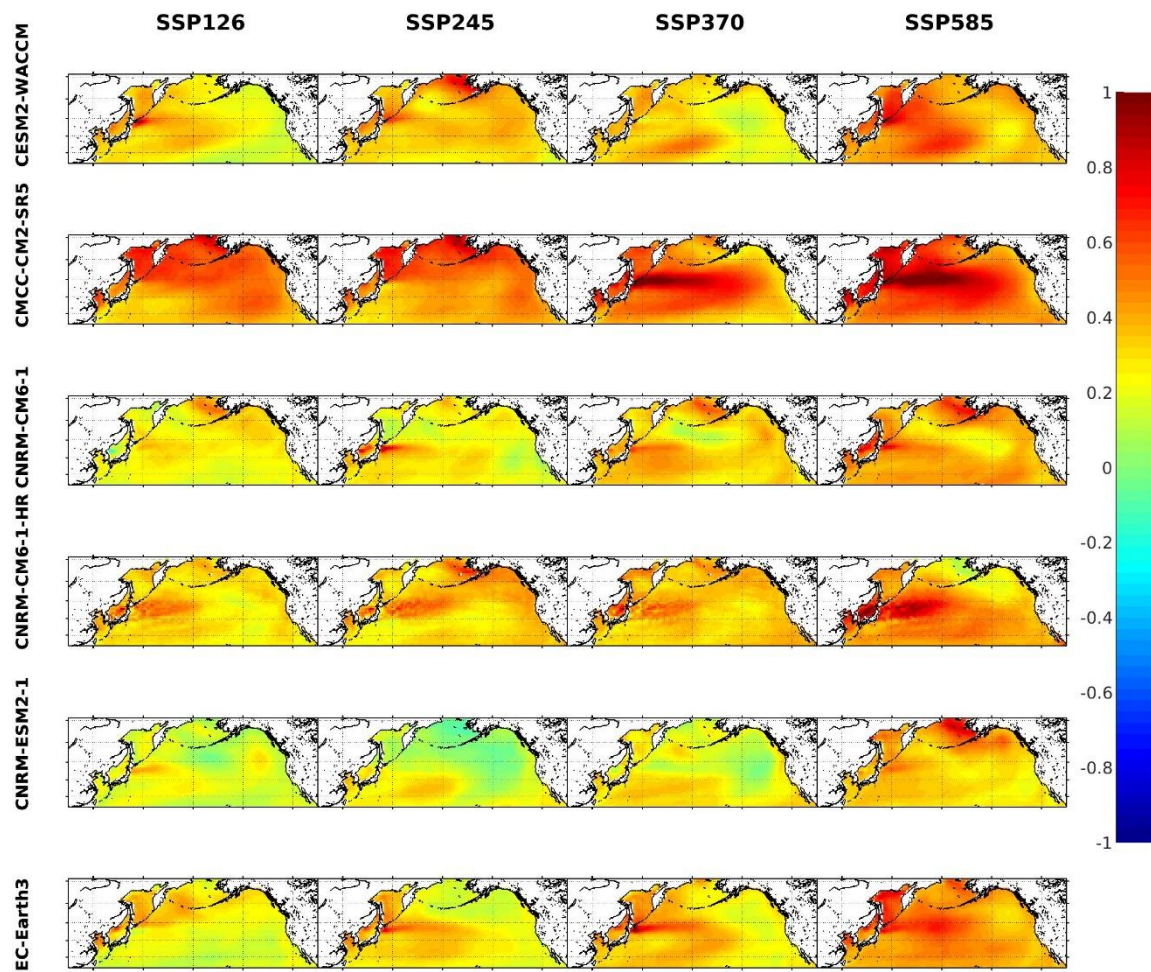 SSP126 SSP245 SSP370 SSP585
CESM2-WACCM
CMCC-CM2-SR5
CNRM-CM6-1
CNRM-CM6-1-HR
CNRM-ESM2-1
EC-Earth3
1
0.8
0.6
0.4
0.2
0
-0.2
-0.4
-0.6
-0.8
-1